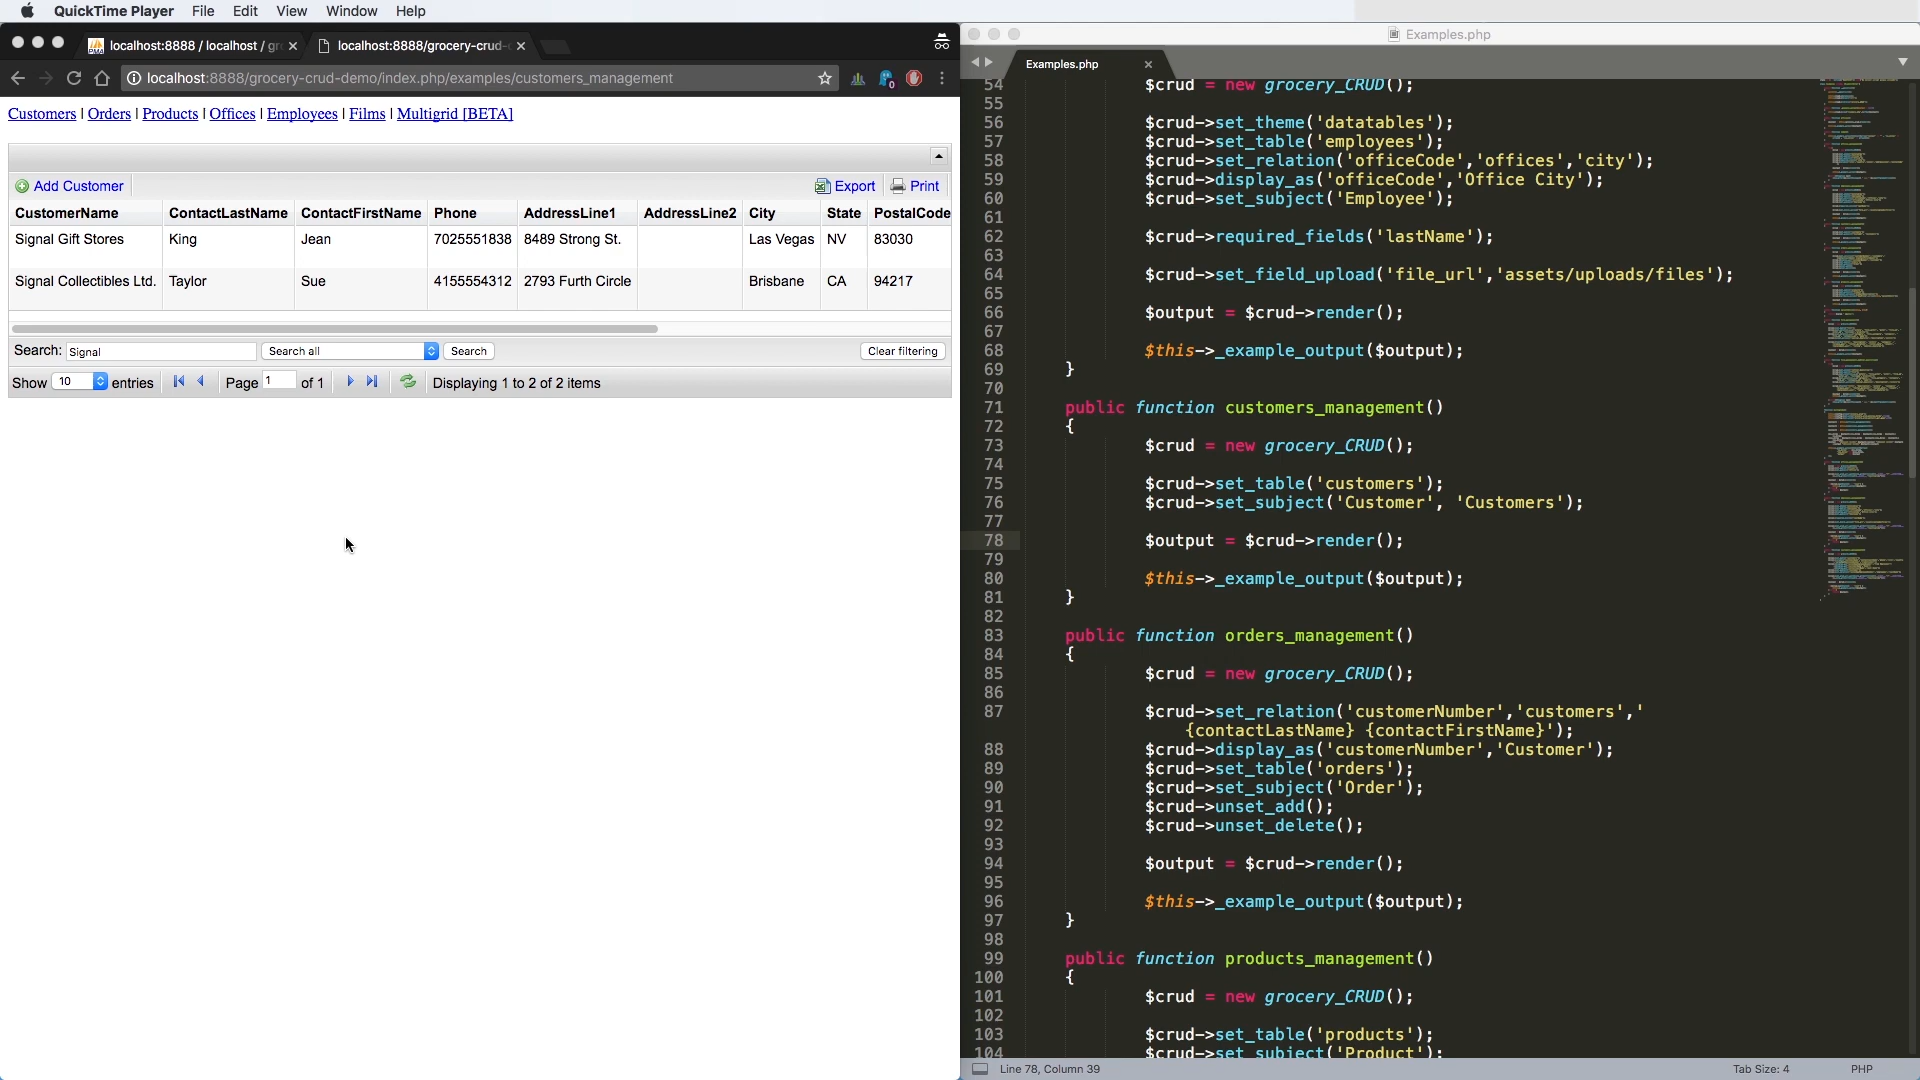 QuickTime Player File Edit View Window Help
localhost:8888 / localhost / gr
localhost:8888/grocery-crud-
localhost:8888/grocery-crud-demo/index.php/examples/customers_management
Customers | Orders | Products | Offices | Employees | Films | Multigrid [BETA]
Add Customer Export Print
CustomerName ContactLastName ContactFirstName Phone AddressLine1 AddressLine2 City State PostalCode
Signal Gift Stores King Jean 7025551838 8489 Strong St. Las Vegas NV 83030
Signal Collectibles Ltd. Taylor Sue 4155554312 2793 Furth Circle Brisbane CA 94217
Search: Signal Search all Search Clear filtering
Show 10 entries Page 1 of 1 Displaying 1 to 2 of 2 items
Examples.php
Examples.php
54 $crud = new grocery_CRUD();
55
56 $crud->set_theme('datatables');
57 $crud->set_table('employees');
58 $crud->set_relation('officeCode','offices','city');
59 $crud->display_as('officeCode','Office City');
60 $crud->set_subject('Employee');
61
62 $crud->required_fields('lastName');
63
64 $crud->set_field_upload('file_url','assets/uploads/files');
65
66 $output = $crud->render();
67
68 $this->_example_output($output);
69 }
70
71 public function customers_management()
72 {
73 $crud = new grocery_CRUD();
74
75 $crud->set_table('customers');
76 $crud->set_subject('Customer', 'Customers');
77
78 $output = $crud->render();
79
80 $this->_example_output($output);
81 }
82
83 public function orders_management()
84 {
85 $crud = new grocery_CRUD();
86
87 $crud->set_relation('customerNumber','customers','
{contactLastName} {contactFirstName}');
88 $crud->display_as('customerNumber','Customer');
89 $crud->set_table('orders');
90 $crud->set_subject('Order');
91 $crud->unset_add();
92 $crud->unset_delete();
93
94 $output = $crud->render();
95
96 $this->_example_output($output);
97 }
98
99 public function products_management()
100 {
101 $crud = new grocery_CRUD();
102
103 $crud->set_table('products');
104 $crud->set_subject('Product');
Line 78, Column 39 Tab Size: 4 PHP